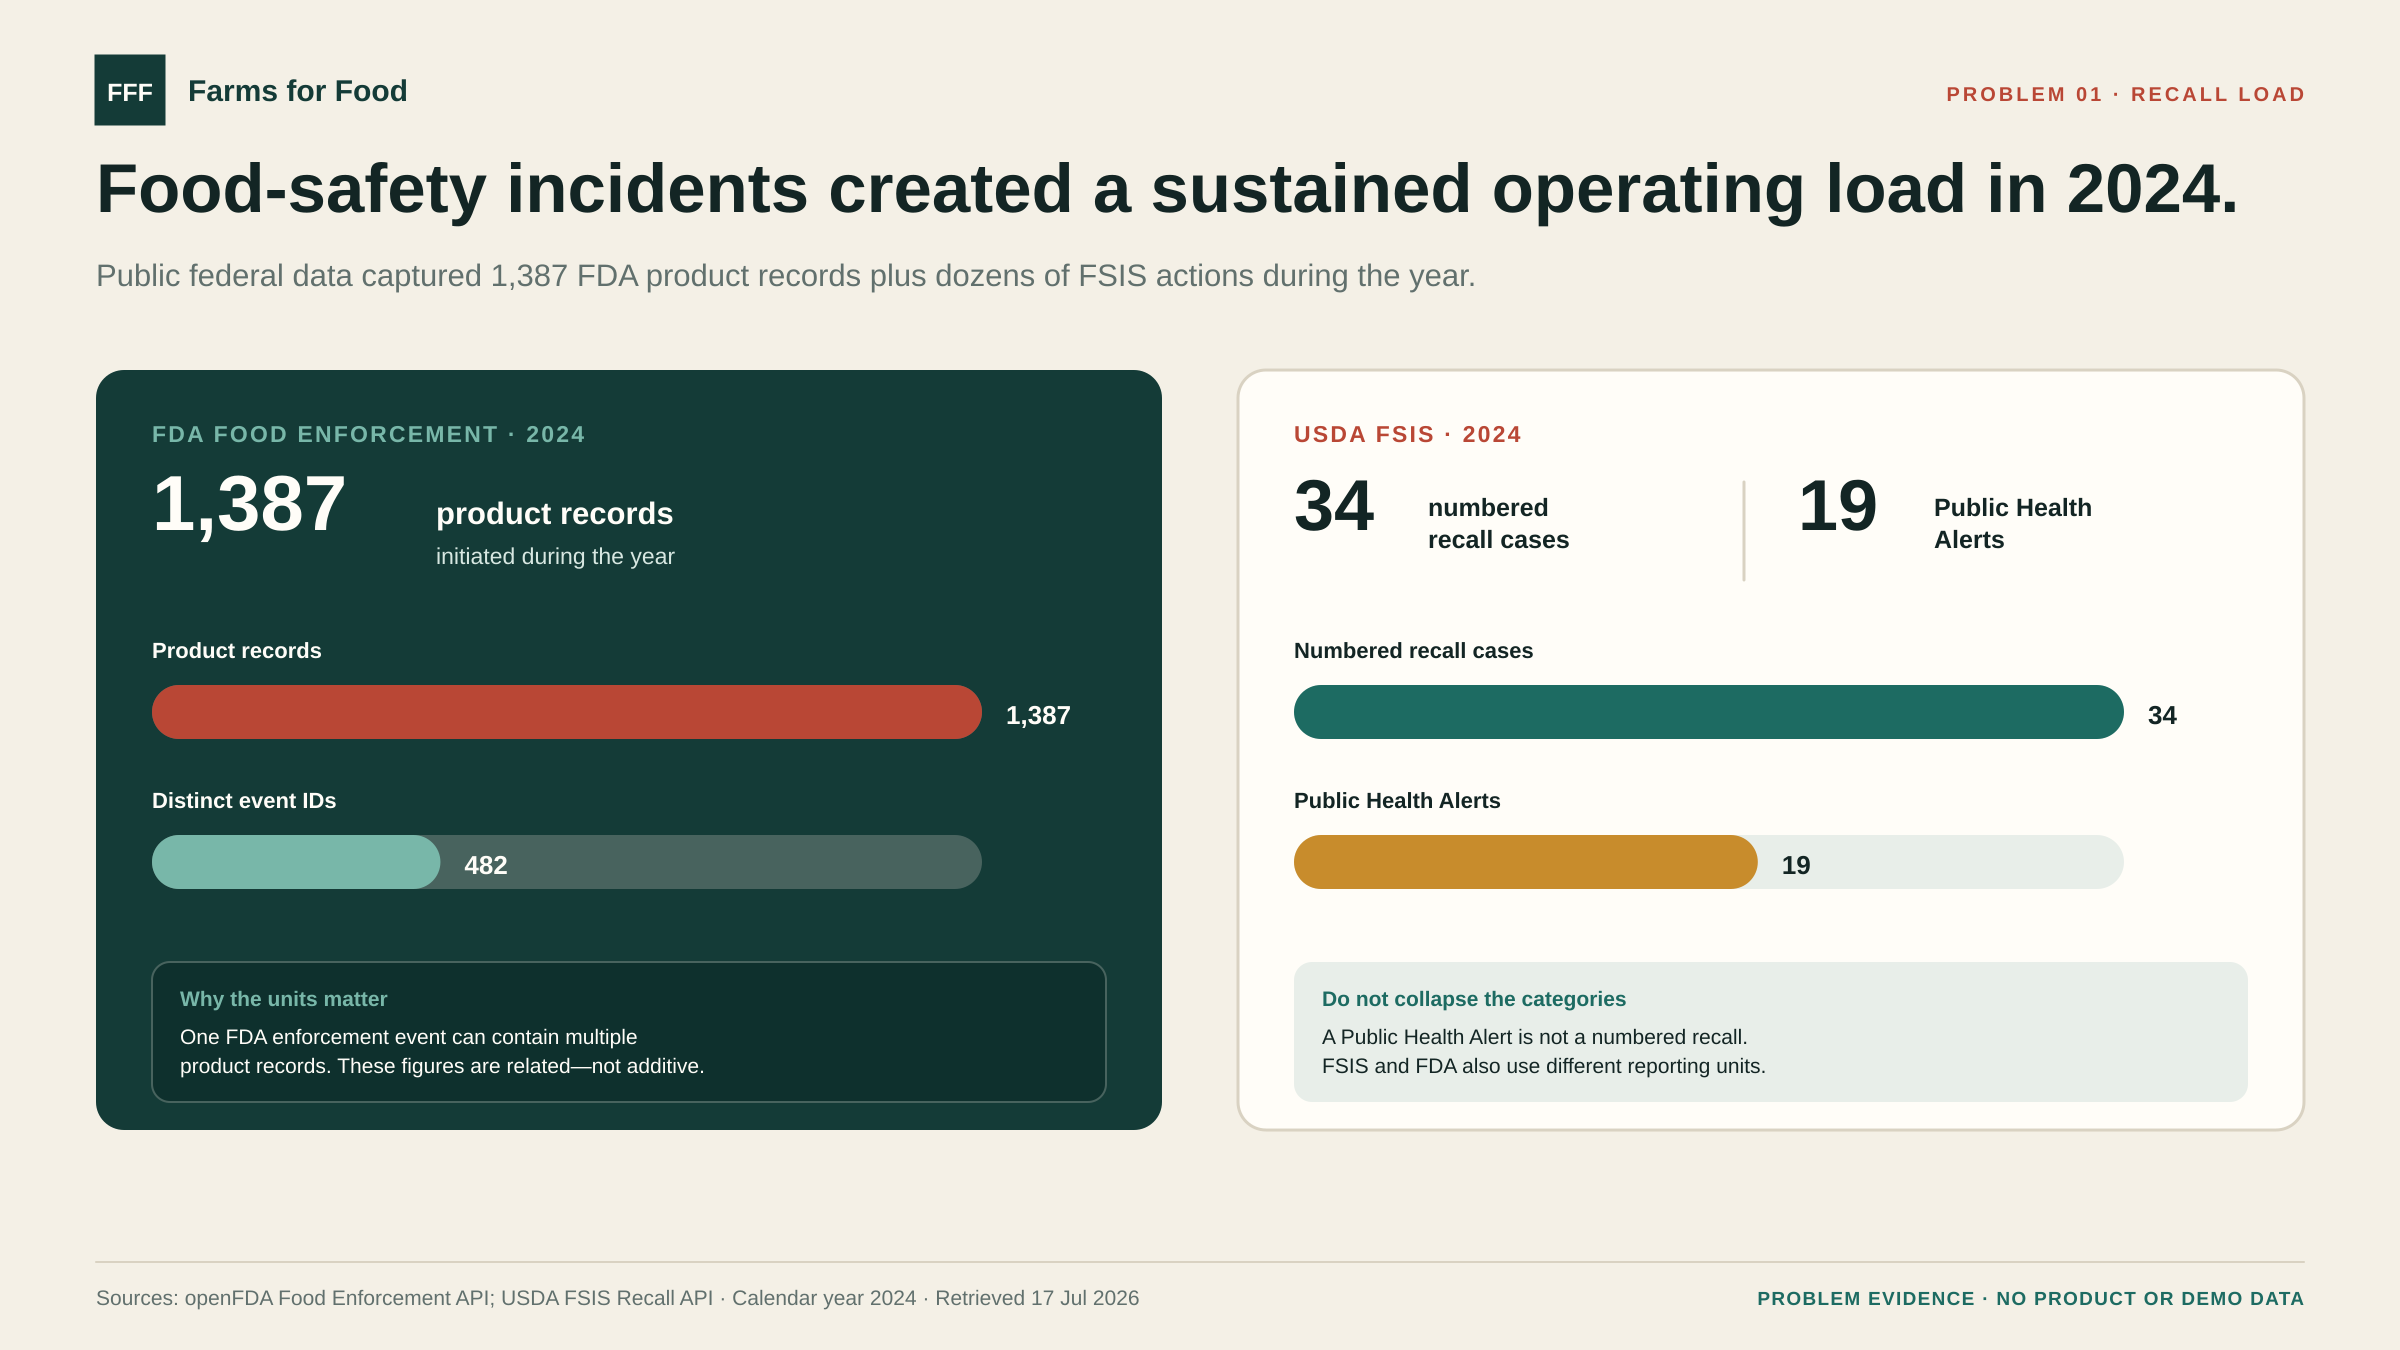 FFF
Farms for Food
PROBLEM 01 · RECALL LOAD
Food-safety incidents created a sustained operating load in 2024.
Public federal data captured 1,387 FDA product records plus dozens of FSIS actions during the year.
FDA FOOD ENFORCEMENT · 2024
1,387
product records
initiated during the year
Product records
1,387
Distinct event IDs
482
Why the units matter
One FDA enforcement event can contain multiple
product records. These figures are related—not additive.
USDA FSIS · 2024
34
numbered
recall cases
19
Public Health
Alerts
Numbered recall cases
34
Public Health Alerts
19
Do not collapse the categories
A Public Health Alert is not a numbered recall.
FSIS and FDA also use different reporting units.
Sources: openFDA Food Enforcement API; USDA FSIS Recall API · Calendar year 2024 · Retrieved 17 Jul 2026
PROBLEM EVIDENCE · NO PRODUCT OR DEMO DATA